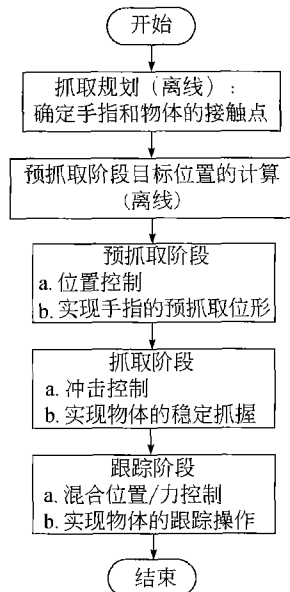 开始
抓取规划(离线):
确定手指和物体的接触点
预抓取阶段目标位置的计算
(离线)
预抓取阶段
a. 位置控制
b. 实现手指的预抓取位形
抓取阶段
a. 冲击控制
b. 实现物体的稳定抓握
跟踪阶段
a. 混合位置/力控制
b. 实现物体的跟踪操作
结束